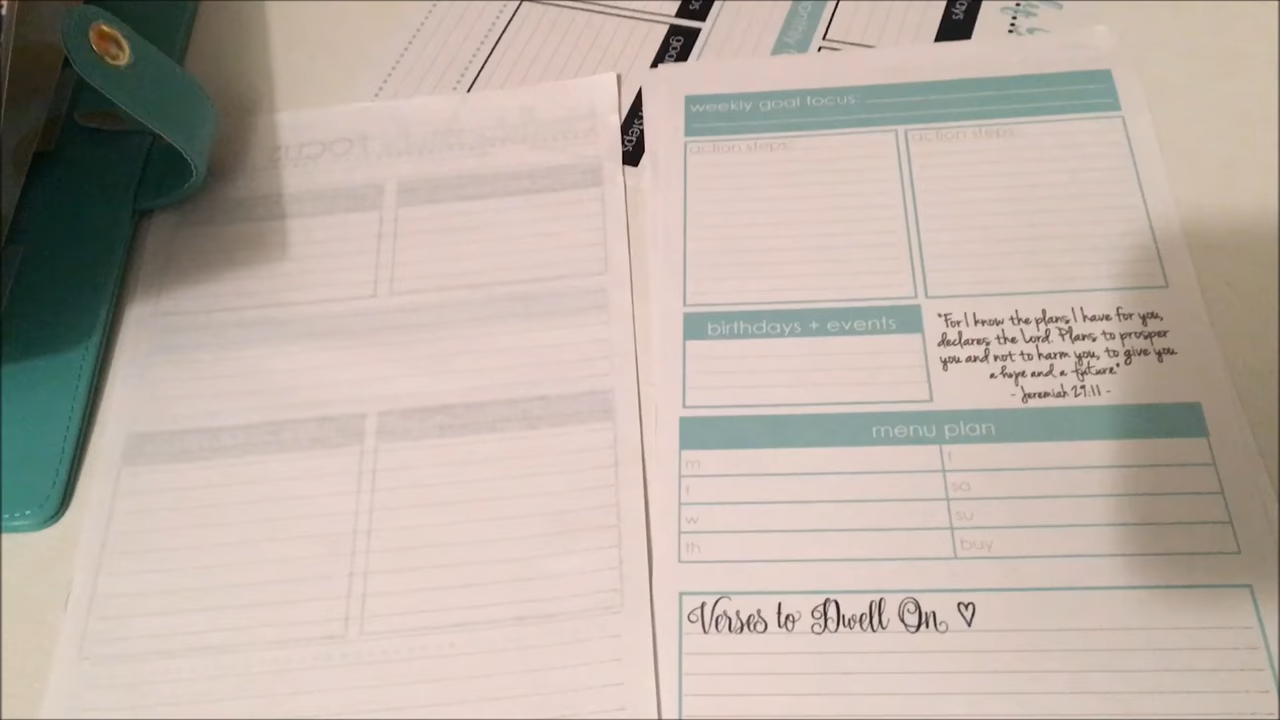 steps
weekly goal focus:
action steps:
action steps:
birthdays + events
"For I know the plans I have for you,
declares the Lord. Plans to prosper
you and not to harm you, to give you
a hope and a future"
- Jeremiah 29:11 -
menu plan
m
f
t
sa
w
su
th
buy
Verses to Dwell On ♡